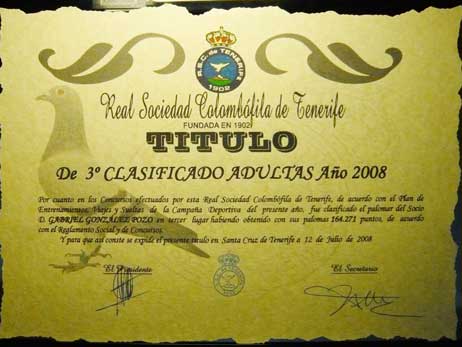 R.S.C. de TENERIFE
1902
Real Sociedad Colombófila de Tenerife
FUNDADA EN 1902
TITULO
De 3º CLASIFICADO ADULTAS Año 2008
Por cuanto en los Concursos efectuados por esta Real Sociedad Colombófila de Tenerife, de acuerdo con el Plan de
Entrenamientos, Viajes y Sueltas de la Campaña Deportiva del presente año, fue clasificado el palomar del Socio
D. GABRIEL GONZÁLEZ POZO en tercer lugar habiendo obtenido con sus palomas 164.271 puntos, de acuerdo
con el Reglamento Social y de Concursos.
Y para que así conste se expide el presente título en Santa Cruz de Tenerife a 12 de Julio de 2008
El Presidente
El Secretario